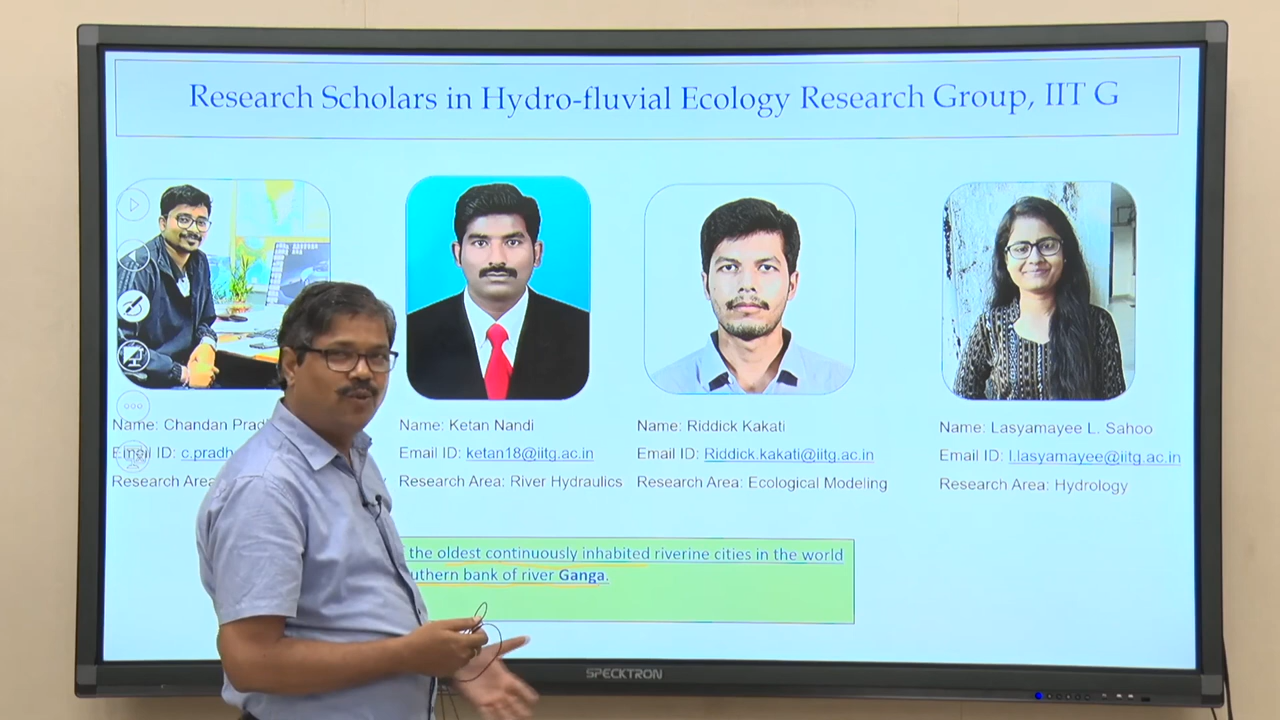 Research Scholars in Hydro-fluvial Ecology Research Group, IIT G
Name: Chandan
Email ID: c.pradh
Research Area
Name: Ketan Nandi
Email ID: ketan18@iitg.ac.in
Research Area: River Hydraulics
Name: Riddick Kakati
Email ID: Riddick.kakati@iitg.ac.in
Research Area: Ecological Modeling
Name: Lasyamayee L. Sahoo
Email ID: l.lasyamayee@iitg.ac.in
Research Area: Hydrology
the oldest continuously inhabited riverine cities in the world
uthern bank of river Ganga.
SPECKTRON